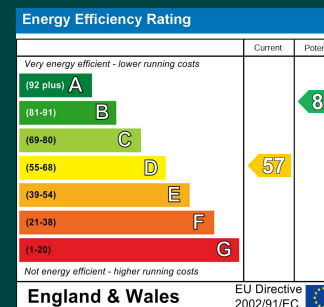 Energy Efficiency Rating
Current
Very energy efficient - lower running costs
(92 plus) A
(81-91) B
(69-80) C
(55-68) D
57
(39-54) E
(21-38) F
(1-20) G
Not energy efficient - higher running costs
England & Wales
EU Directive
2002/91/EC